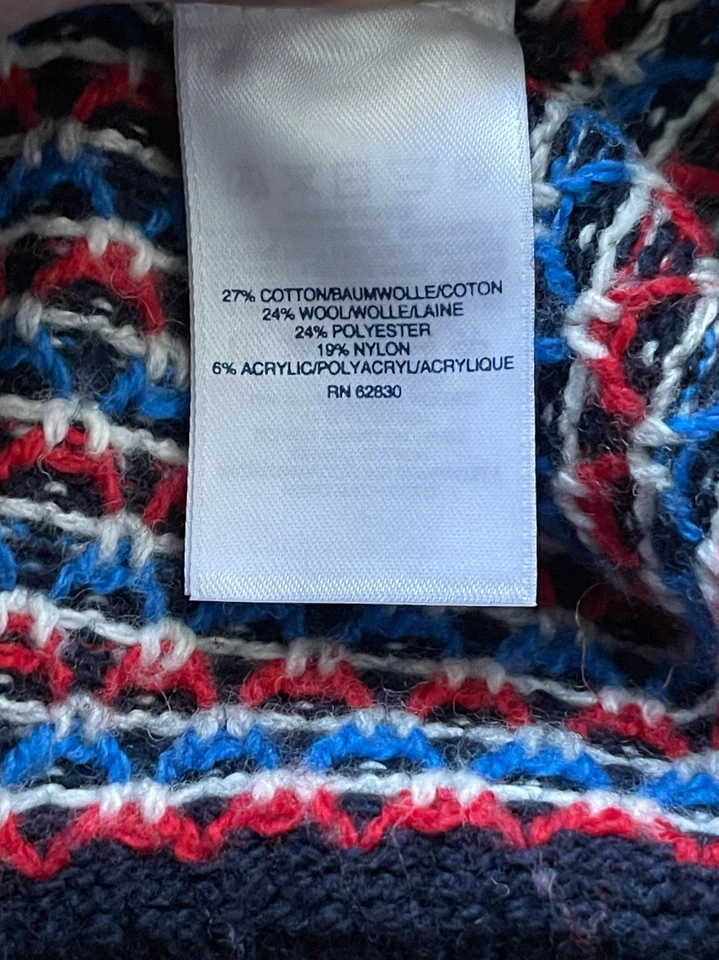 27% COTTON/BAUMWOLLE/COTON
24% WOOL/WOLLE/LAINE
24% POLYESTER
19% NYLON
6% ACRYLIC/POLYACRYL/ACRYLIQUE
RN 62830